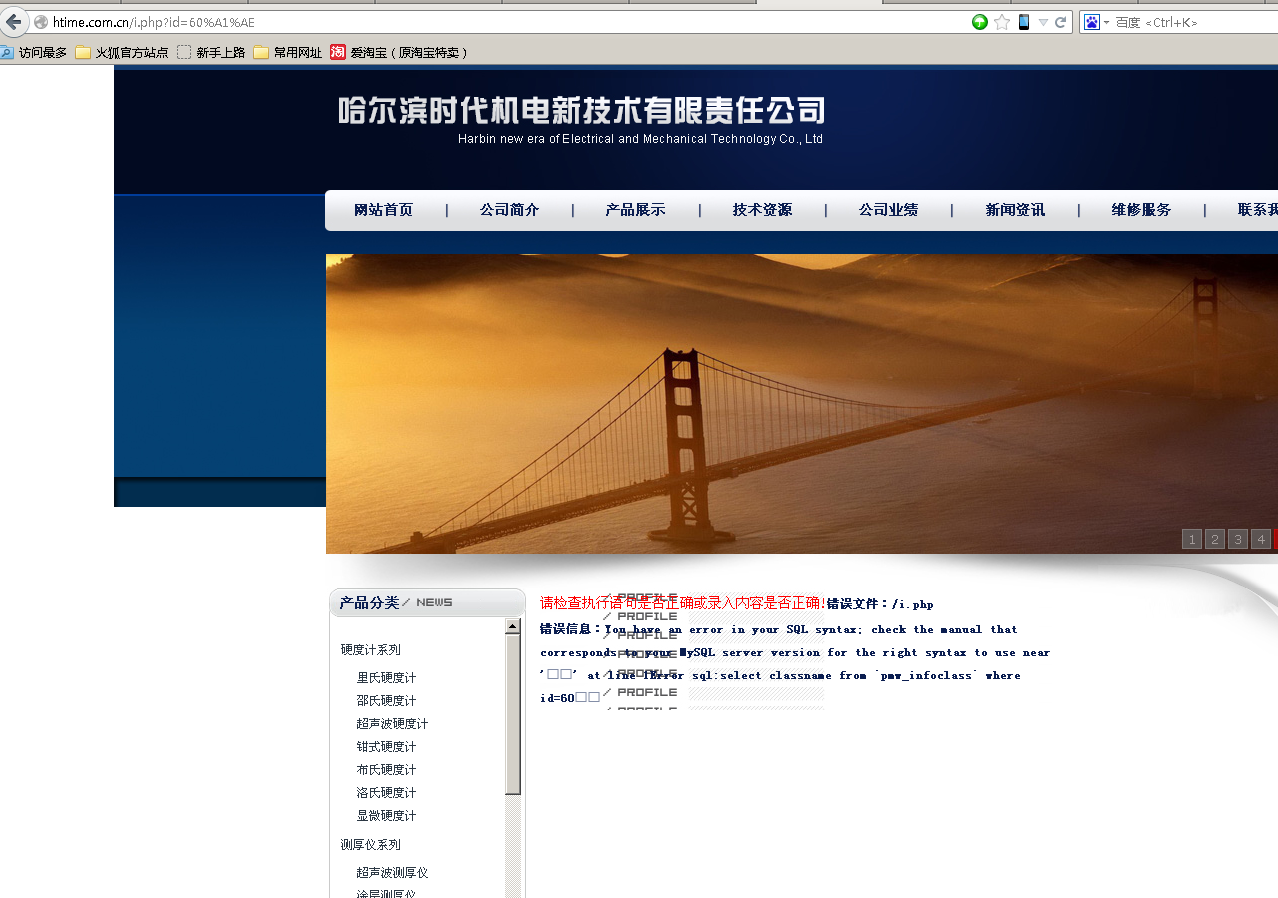 htime.com.cn/i.php?id=60%A1%AE
百度 <Ctrl+K>
访问最多 火狐官方站点 新手上路 常用网址 淘 爱淘宝（原淘宝特卖）
哈尔滨时代机电新技术有限责任公司
Harbin new era of Electrical and Mechanical Technology Co., Ltd
网站首页 | 公司简介 | 产品展示 | 技术资源 | 公司业绩 | 新闻资讯 | 维修服务 | 联系我
1 2 3 4
产品分类 / NEWS
硬度计系列
里氏硬度计
邵氏硬度计
超声波硬度计
钳式硬度计
布氏硬度计
洛氏硬度计
显微硬度计
测厚仪系列
超声波测厚仪
涂层测厚仪
请检查执行语句是否正确或录入内容是否正确!错误文件：/i.php
错误信息：You have an error in your SQL syntax; check the manual that
corresponds to your MySQL server version for the right syntax to use near
'□□' at line 1Error sql:select classname from `pmw_infoclass` where
id=60□□
/ PROFILE
/ PROFILE
/ PROFILE
/ PROFILE
/ PROFILE
/ PROFILE
/ PROFILE